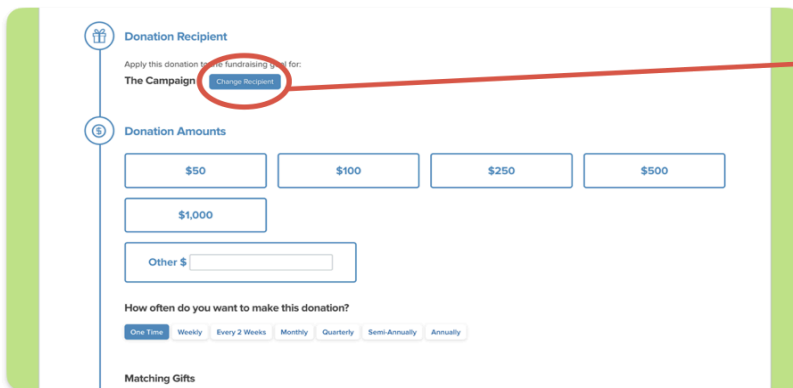 Donation Recipient
Apply this donation to the fundraising goal for:
The Campaign Change Recipient
Donation Amounts
$50 $100 $250 $500
$1,000
Other $
How often do you want to make this donation?
One Time Weekly Every 2 Weeks Monthly Quarterly Semi-Annually Annually
Matching Gifts